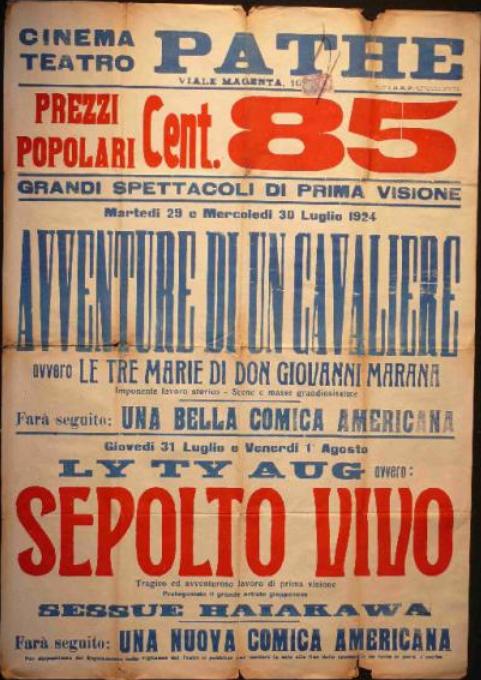 CINEMA TEATRO PATHE
VIALE MAGENTA,
PREZZI POPOLARI Cent. 85
GRANDI SPETTACOLI DI PRIMA VISIONE
Martedì 29 e Mercoledì 30 Luglio 1924
AVVENTURE DI UN CAVALIERE
ovvero LE TRE MARIE DI DON GIOVANNI MARANA
Imponente lavoro storico - Scene e masse grandiosissime
Farà seguito: UNA BELLA COMICA AMERICANA
Giovedì 31 Luglio e Venerdì 1° Agosto
LY TY AUG ovvero:
SEPOLTO VIVO
Tragico ed avventuroso lavoro di prima visione
Protagonista il grande artista giapponese
SESSUE HAIAKAWA
Farà seguito: UNA NUOVA COMICA AMERICANA